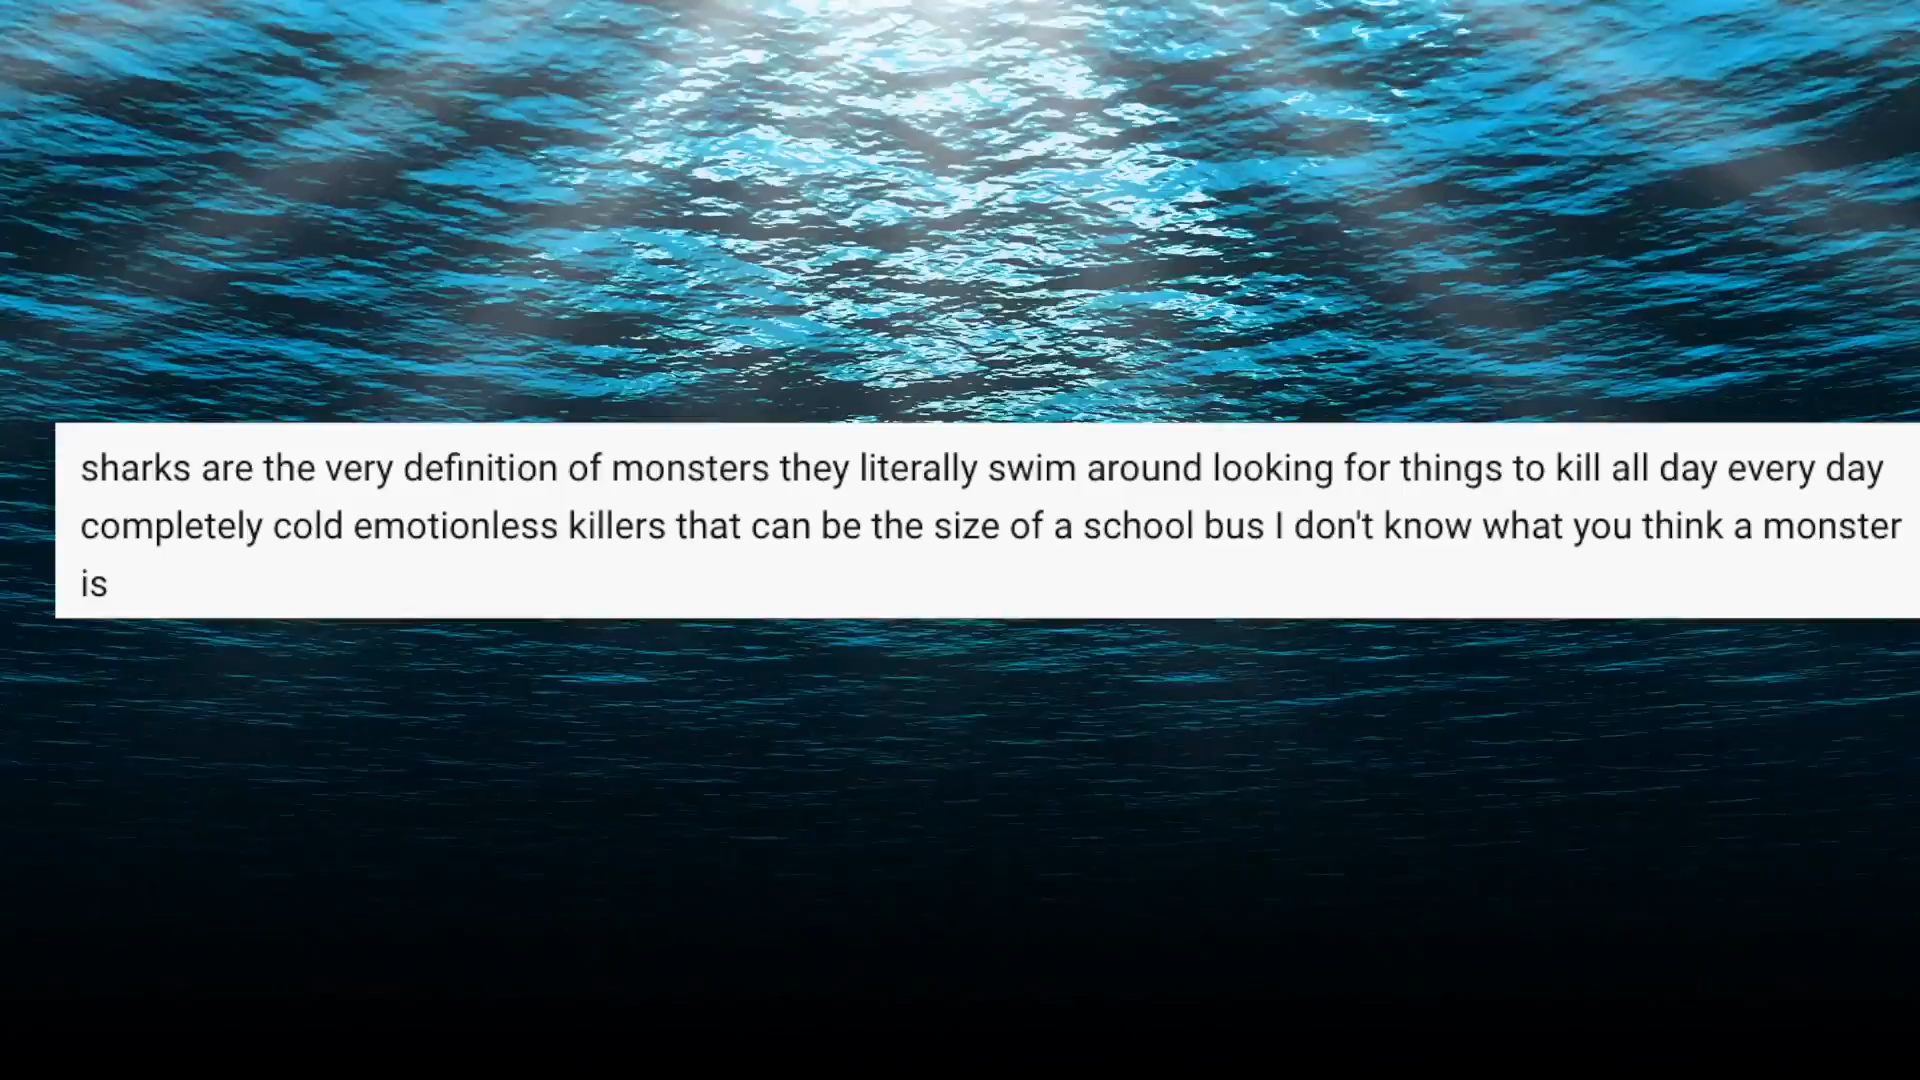 sharks are the very definition of monsters they literally swim around looking for things to kill all day every day
completely cold emotionless killers that can be the size of a school bus I don't know what you think a monster
is